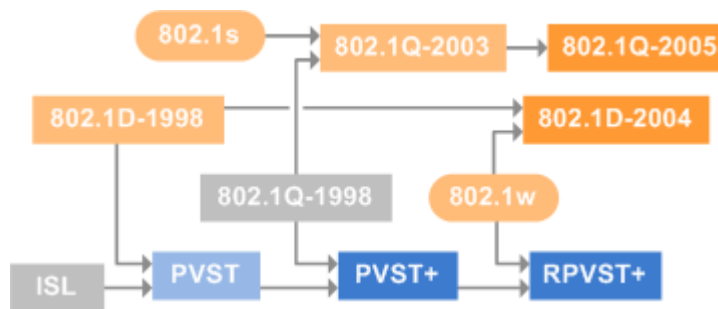 802.1s
802.1Q-2003
802.1Q-2005
802.1D-1998
802.1D-2004
802.1Q-1998
802.1w
ISL
PVST
PVST+
RPVST+